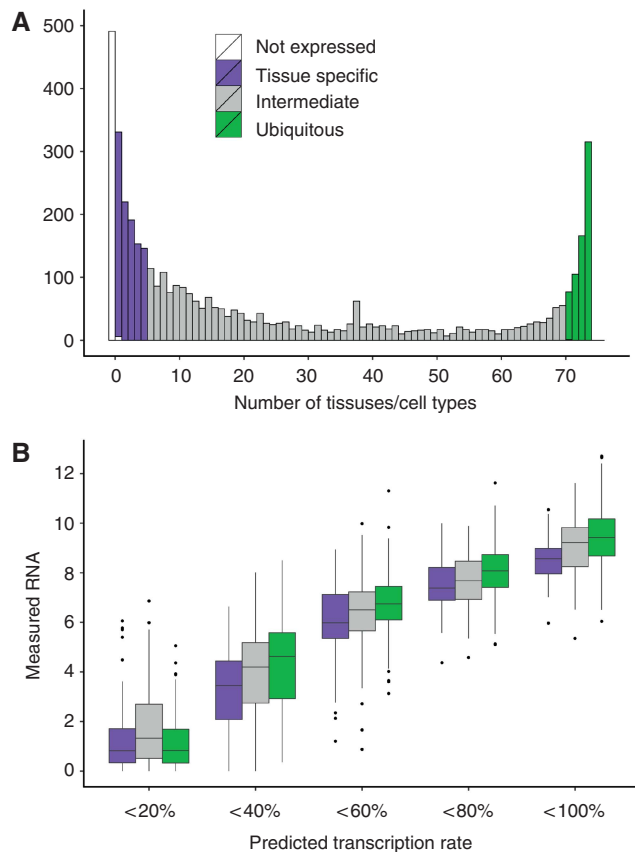 A
500
400
300
200
100
0
Not expressed
Tissue specific
Intermediate
Ubiquitous
0 10 20 30 40 50 60 70
Number of tissuses/cell types
B
12
10
8
6
4
2
0
Measured RNA
<20% <40% <60% <80% <100%
Predicted transcription rate